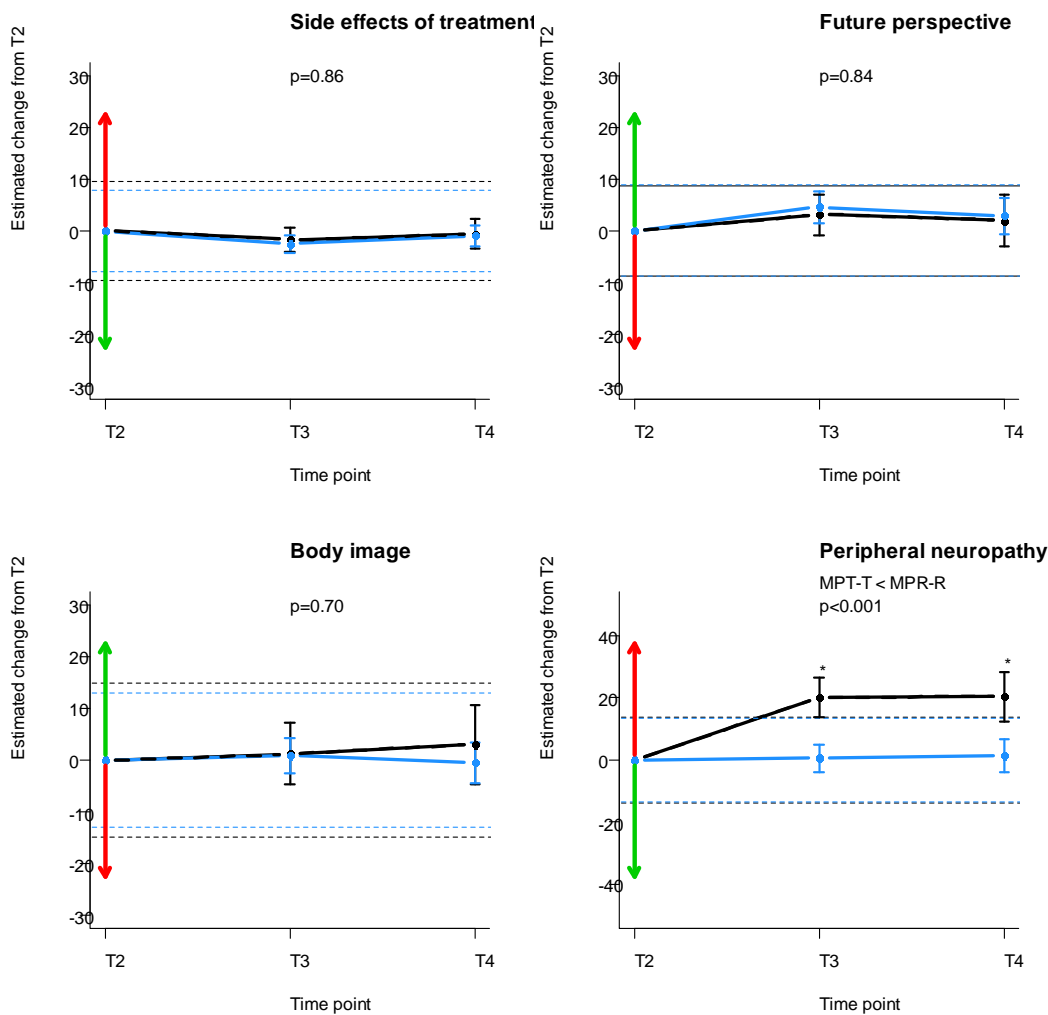 Side effects of treatment
p=0.86
Estimated change from T2
30
20
10
0
-10
-20
-30
T2 T3 T4
Time point
Future perspective
p=0.84
Estimated change from T2
30
20
10
0
-10
-20
-30
T2 T3 T4
Time point
Body image
p=0.70
Estimated change from T2
30
20
10
0
-10
-20
-30
T2 T3 T4
Time point
Peripheral neuropathy
MPT-T < MPR-R
p<0.001
Estimated change from T2
40
20
0
-20
-40
* *
T2 T3 T4
Time point